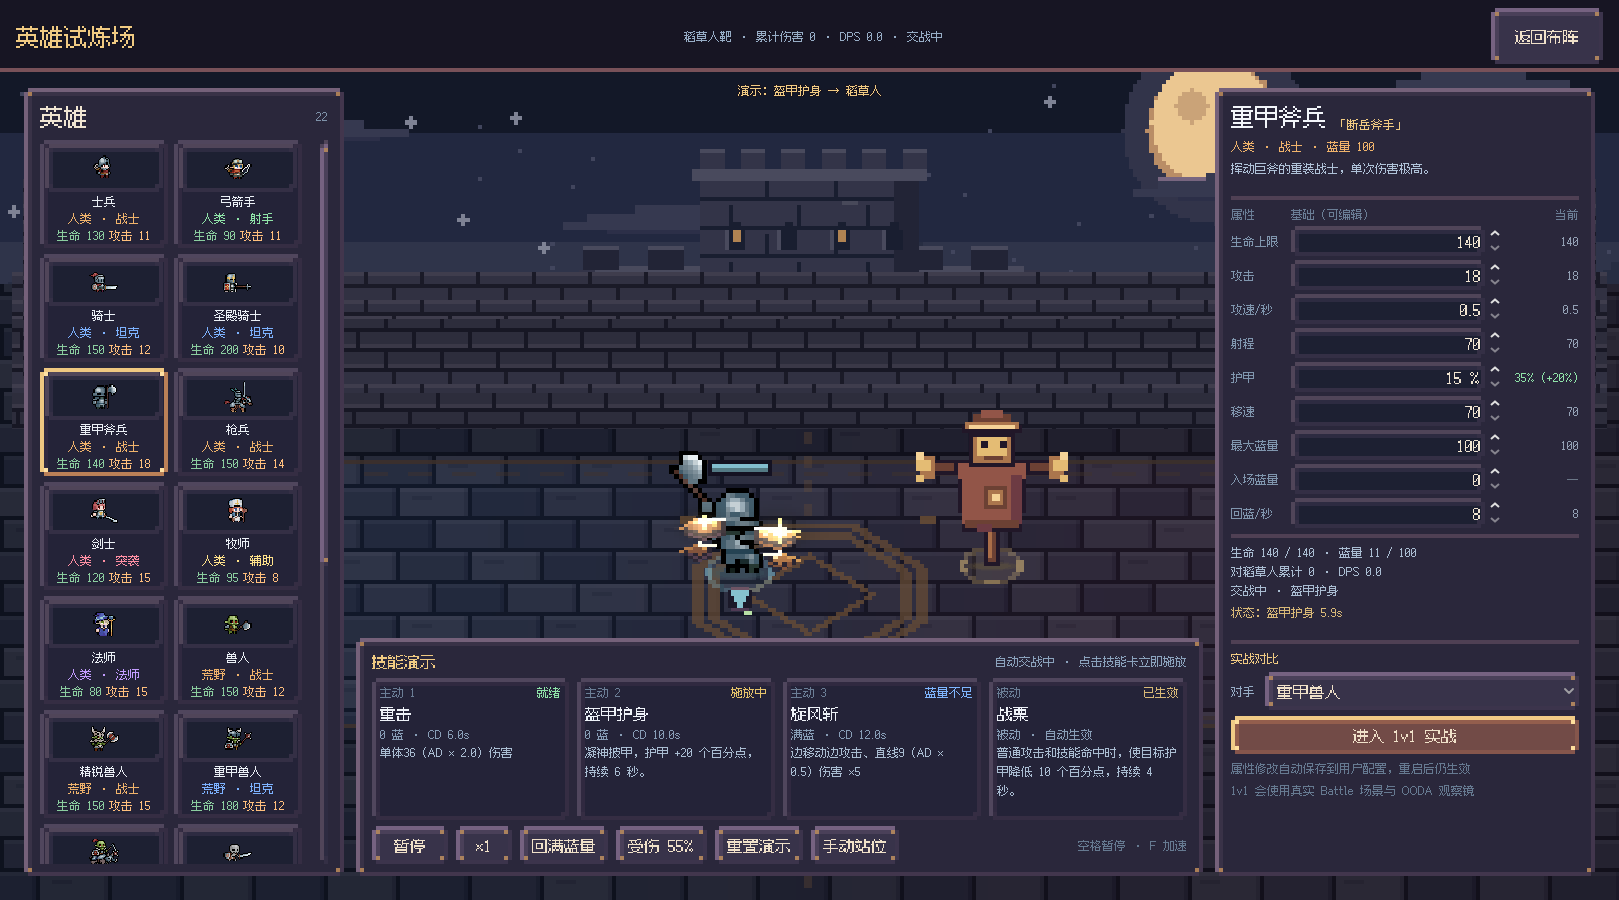 英雄试炼场
稻草人靶 · 累计伤害 0 · DPS 0.0 · 交战中
返回布阵
演示: 盔甲护身 → 稻草人
英雄
22
士兵
人类 · 战士
生命 130 攻击 11
弓箭手
人类 · 射手
生命 90 攻击 11
骑士
人类 · 坦克
生命 150 攻击 12
圣殿骑士
人类 · 坦克
生命 200 攻击 10
重甲斧兵
人类 · 战士
生命 140 攻击 18
枪兵
人类 · 战士
生命 150 攻击 14
剑士
人类 · 突袭
生命 120 攻击 15
牧师
人类 · 辅助
生命 95 攻击 8
法师
人类 · 法师
生命 80 攻击 15
兽人
荒野 · 战士
生命 150 攻击 12
精锐兽人
荒野 · 战士
生命 150 攻击 15
重甲兽人
荒野 · 坦克
生命 180 攻击 12
技能演示
自动交战中 · 点击技能卡立即施放
主动 1 就绪
重击
0 蓝 · CD 6.0s
单体36（AD × 2.0）伤害
主动 2 施放中
盔甲护身
0 蓝 · CD 10.0s
凝神披甲，护甲 +20 个百分点，
持续 6 秒。
主动 3 蓝量不足
旋风斩
满蓝 · CD 12.0s
边移动边攻击、直线9（AD ×
0.5）伤害 ×5
被动 已生效
战栗
被动 · 自动生效
普通攻击和技能命中时，使目标护
甲降低 10 个百分点，持续 4
秒。
暂停
x1
回满蓝量
受伤 55%
重置演示
手动站位
空格暂停 · F 加速
重甲斧兵 「断岳斧手」
人类 · 战士 · 蓝量 100
挥动巨斧的重装战士，单次伤害极高。
属性 基础（可编辑） 当前
生命上限 140 140
攻击 18 18
攻速/秒 0.5 0.5
射程 70 70
护甲 15 % 35% (+20%)
移速 70 70
最大蓝量 100 100
入场蓝量 0 —
回蓝/秒 8 8
生命 140 / 140 · 蓝量 11 / 100
对稻草人累计 0 · DPS 0.0
交战中 · 盔甲护身
状态: 盔甲护身 5.9s
实战对比
对手 重甲兽人
进入 1v1 实战
属性修改自动保存到用户配置，重启后仍生效
1v1 会使用真实 Battle 场景与 OODA 观察镜